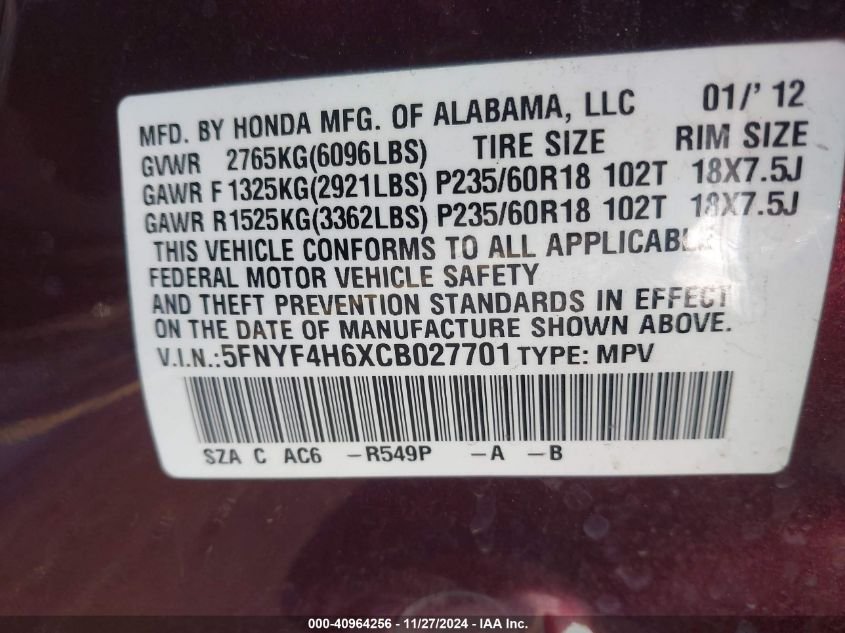 MFD. BY HONDA MFG. OF ALABAMA, LLC 01/' 12
GVWR 2765KG(6096LBS) TIRE SIZE RIM SIZE
GAWR F 1325KG(2921LBS) P235/60R18 102T 18X7.5J
GAWR R1525KG(3362LBS) P235/60R18 102T 18X7.5J
THIS VEHICLE CONFORMS TO ALL APPLICABLE
FEDERAL MOTOR VEHICLE SAFETY
AND THEFT PREVENTION STANDARDS IN EFFECT
ON THE DATE OF MANUFACTURE SHOWN ABOVE.
V.I.N.:5FNYF4H6XCB027701 TYPE: MPV
SZA C AC6 -R549P -A -B
000-40964256 - 11/27/2024 - IAA Inc.